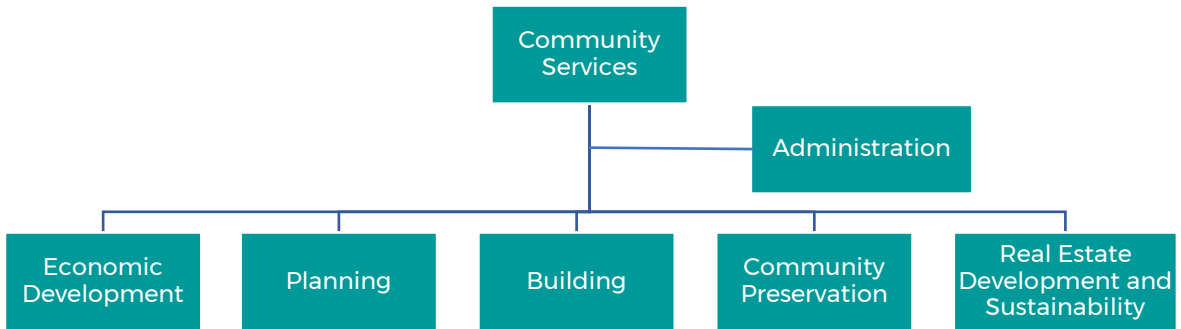 Community
Services
Administration
Economic
Development
Planning
Building
Community
Preservation
Real Estate
Development and
Sustainability